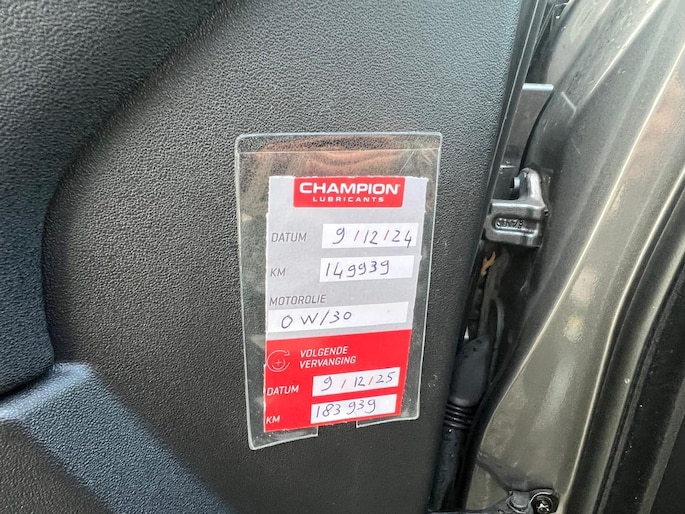 CHAMPION
LUBRICANTS
DATUM 9/12/24
KM 149939
MOTOROLIE
0W/30
VOLGENDE
VERVANGING
DATUM 9/12/25
KM 183939